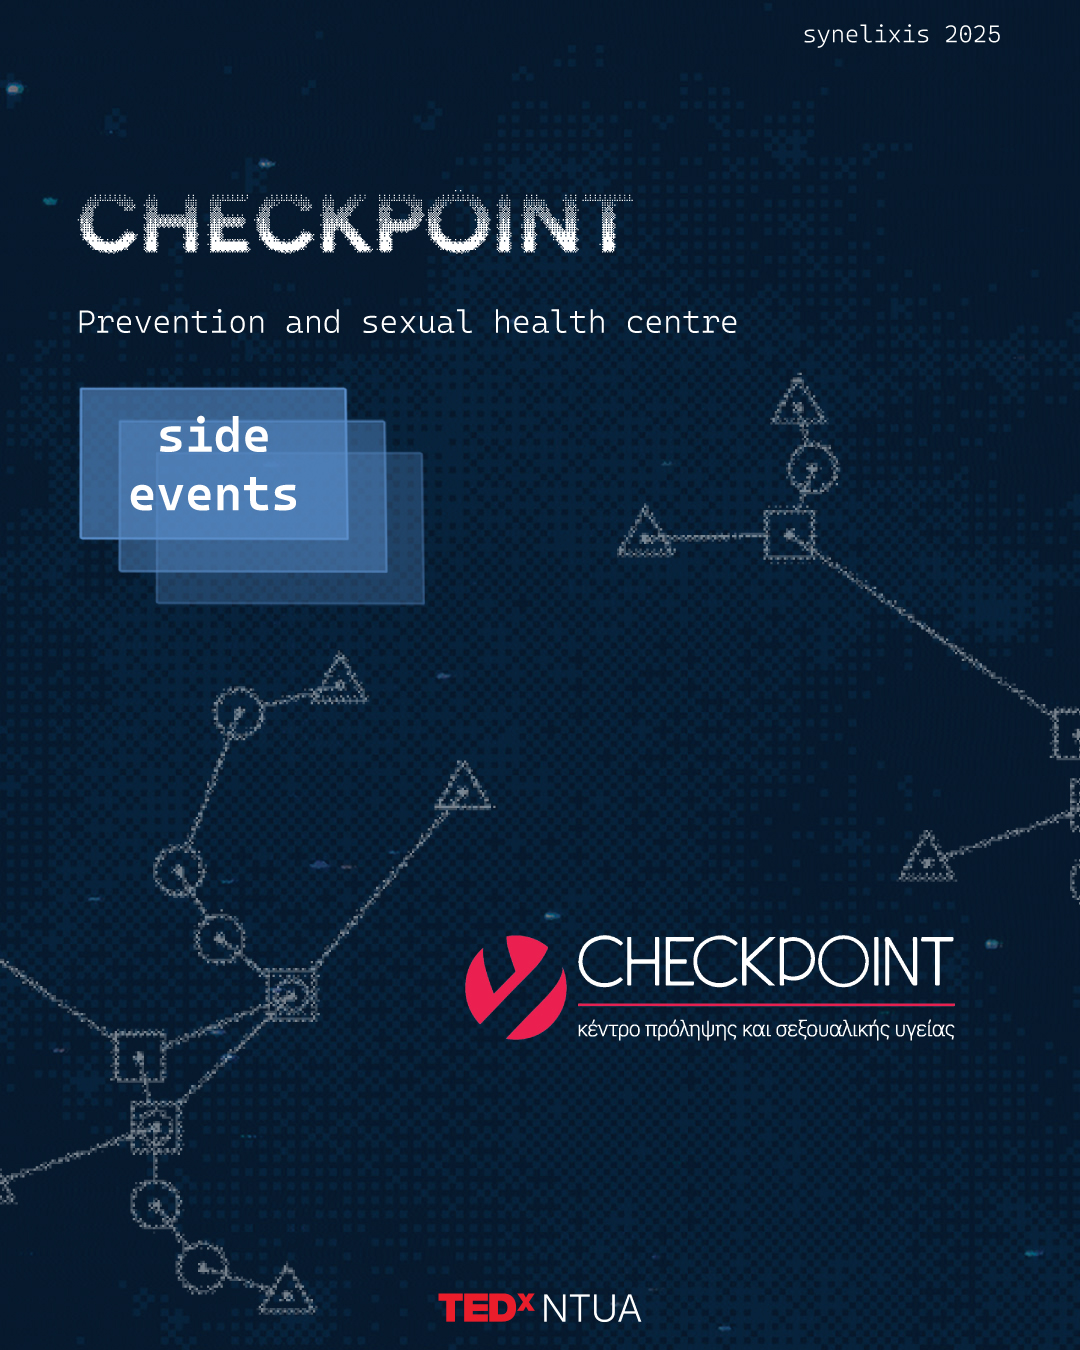 synelixis 2025
CHECKPOINT
Prevention and sexual health centre
side
events
CHECKPOINT
κέντρο πρόληψης και σεξουαλικής υγείας
TEDx NTUA